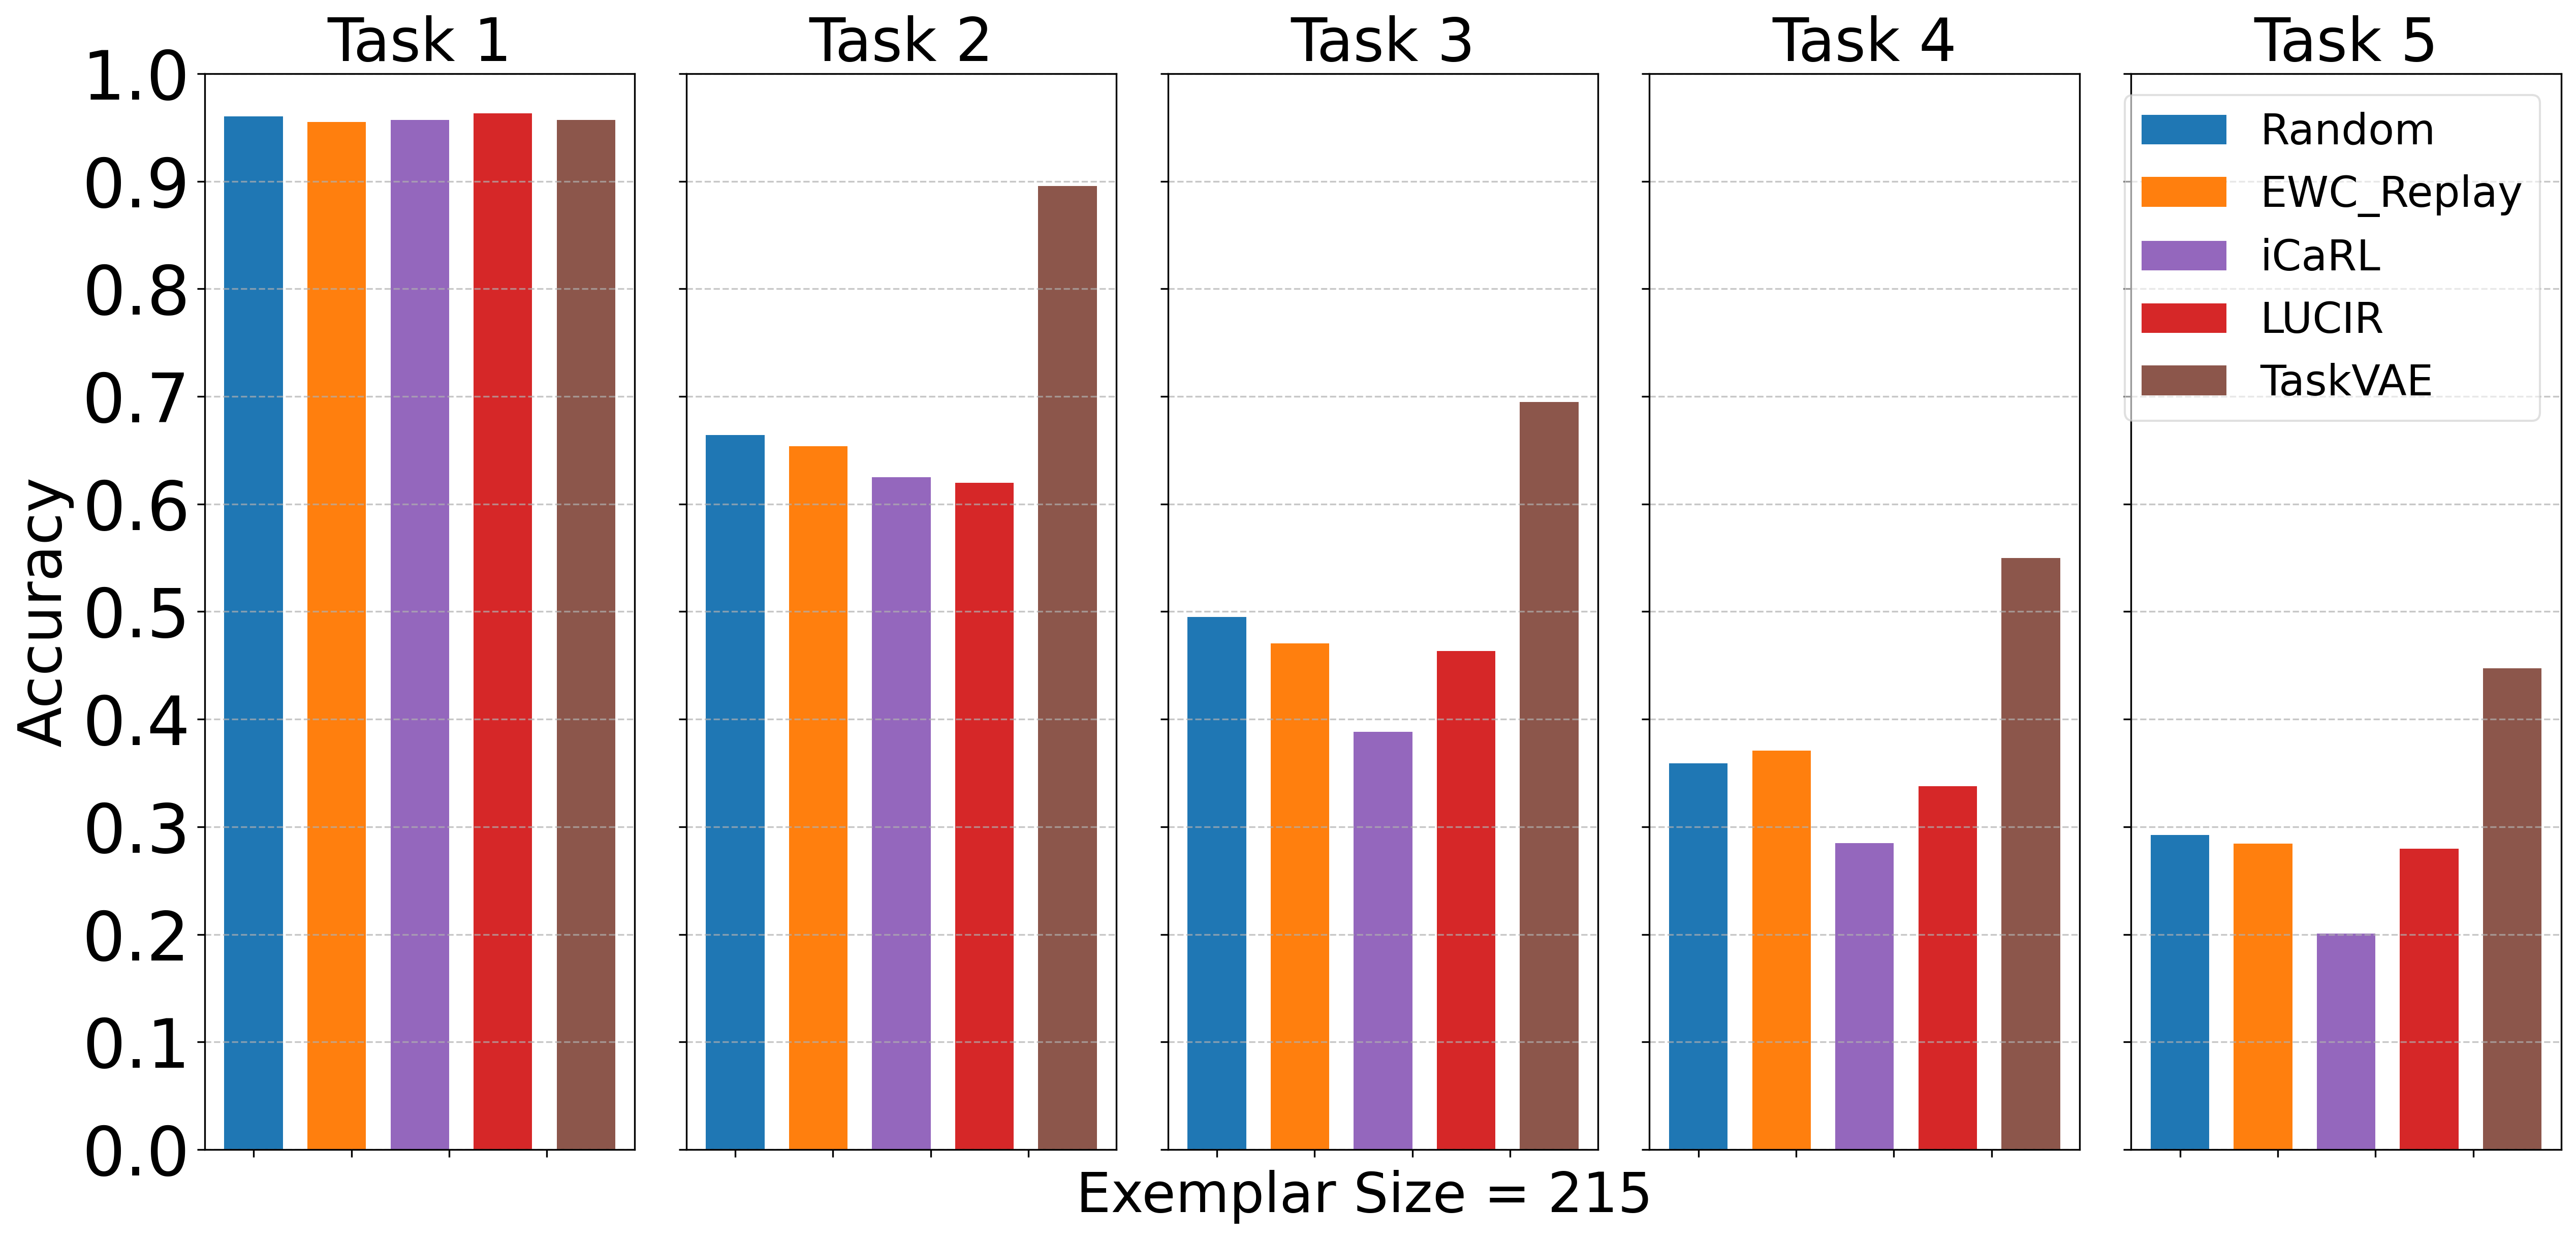 Task 1
Task 2
Task 3
Task 4
Task 5
1.0
0.9
0.8
0.7
0.6
0.5
0.4
0.3
0.2
0.1
0.0
Accuracy
Random
EWC_Replay
iCaRL
LUCIR
TaskVAE
Exemplar Size = 215